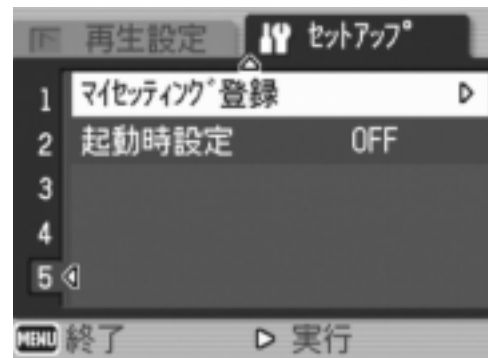 再生設定 セットアップ
1 マイセッティング登録
2 起動時設定 OFF
3
4
5
MENU 終了 実行